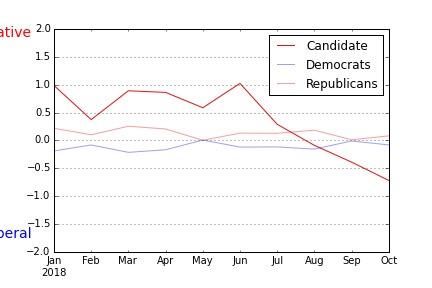 ative
2.0
1.5
1.0
0.5
0.0
−0.5
−1.0
−1.5
−2.0
beral
Candidate
Democrats
Republicans
Jan Feb Mar Apr May Jun Jul Aug Sep Oct
2018